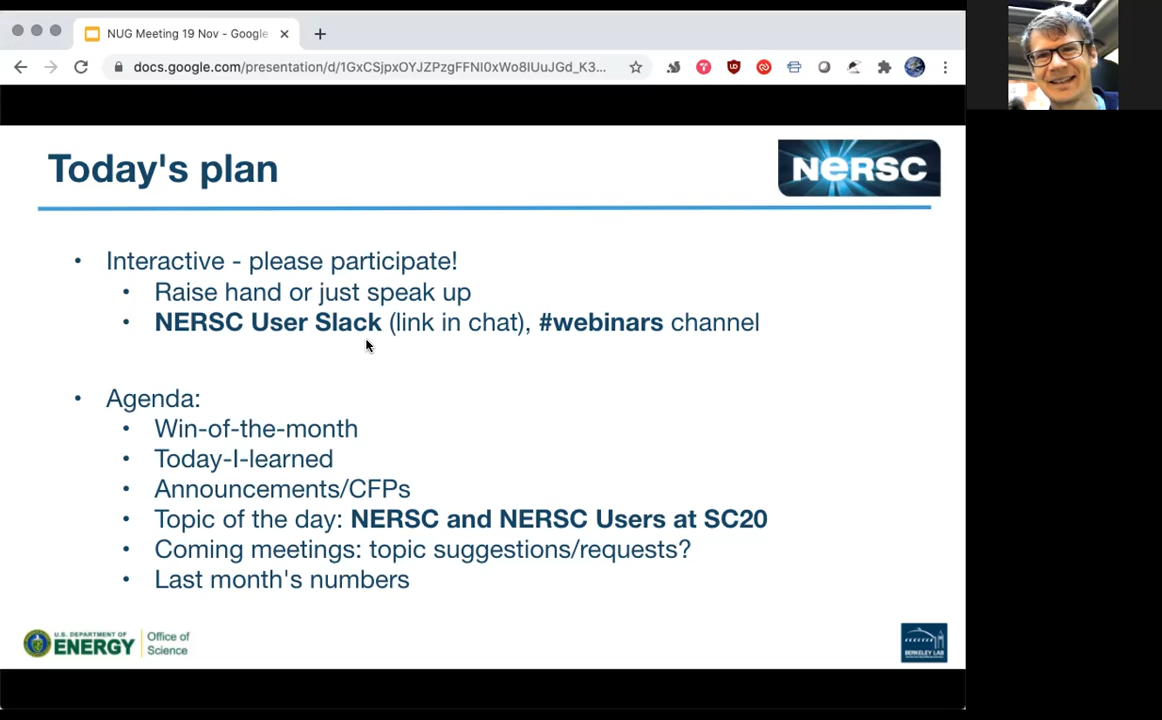 NUG Meeting 19 Nov - Google
docs.google.com/presentation/d/1GxCSjpxOYJZPzgFFNI0xWo8IUuJGd_K3...
Today's plan
NERSC
• Interactive - please participate!
• Raise hand or just speak up
• NERSC User Slack (link in chat), #webinars channel
• Agenda:
• Win-of-the-month
• Today-I-learned
• Announcements/CFPs
• Topic of the day: NERSC and NERSC Users at SC20
• Coming meetings: topic suggestions/requests?
• Last month's numbers
U.S. DEPARTMENT OF
ENERGY
Office of
Science
BERKELEY LAB